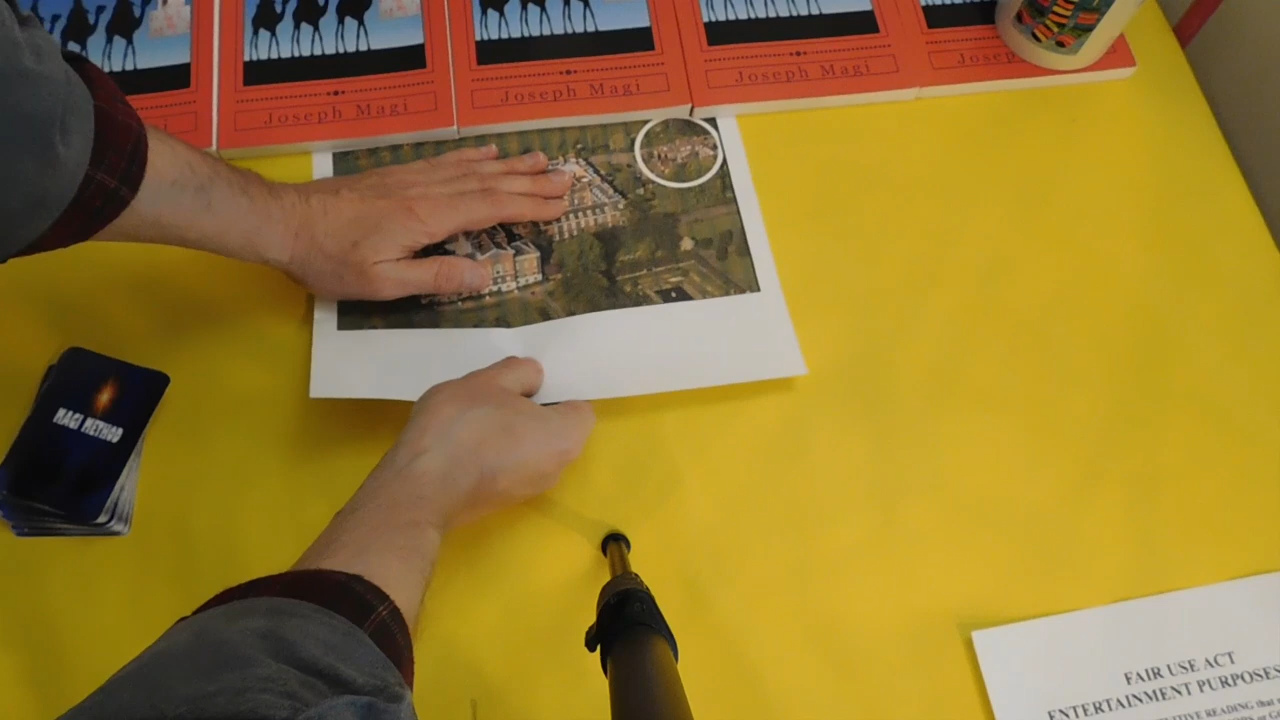 Joseph Magi
Joseph Magi
Joseph Magi
MAGI METHOD
FAIR USE ACT
ENTERTAINMENT PURPOSES